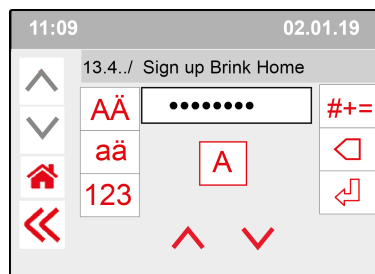 11:09 02.01.19
13.4../ Sign up Brink Home
AÄ ●●●●●●●● #+=
aä A
123